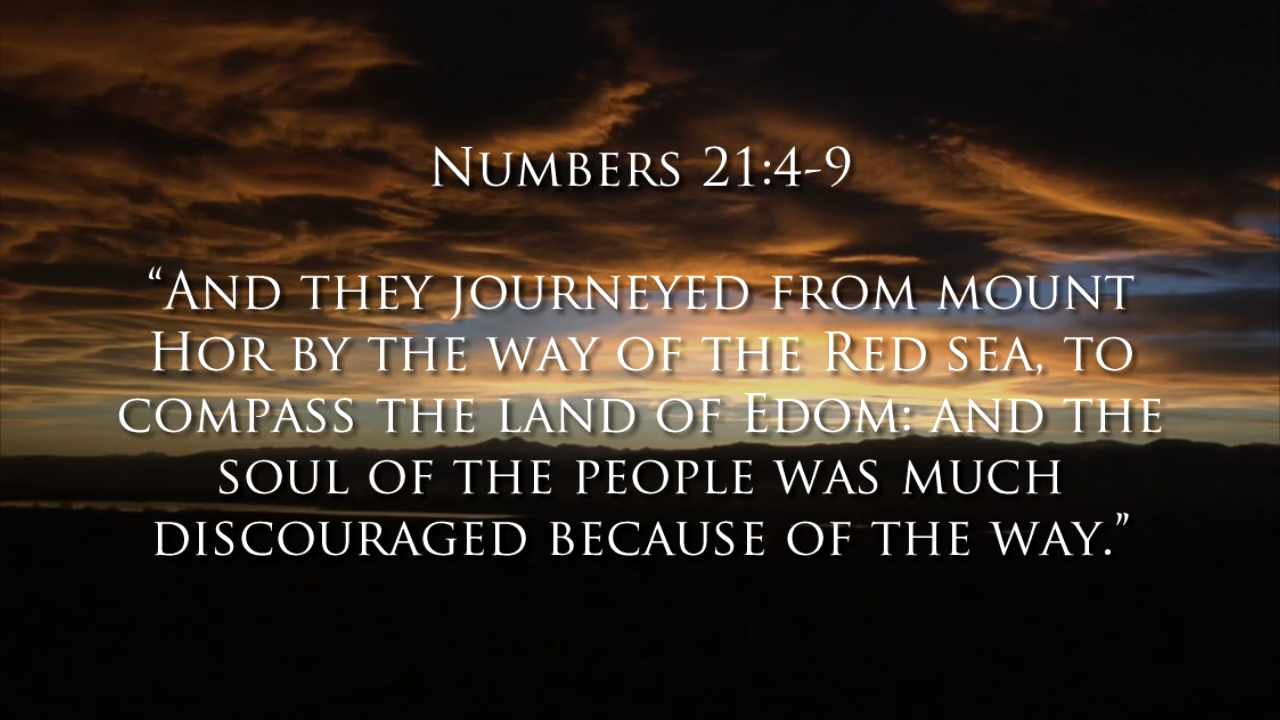 Numbers 21:4-9
“And they journeyed from mount
Hor by the way of the Red sea, to
compass the land of Edom: and the
soul of the people was much
discouraged because of the way.”